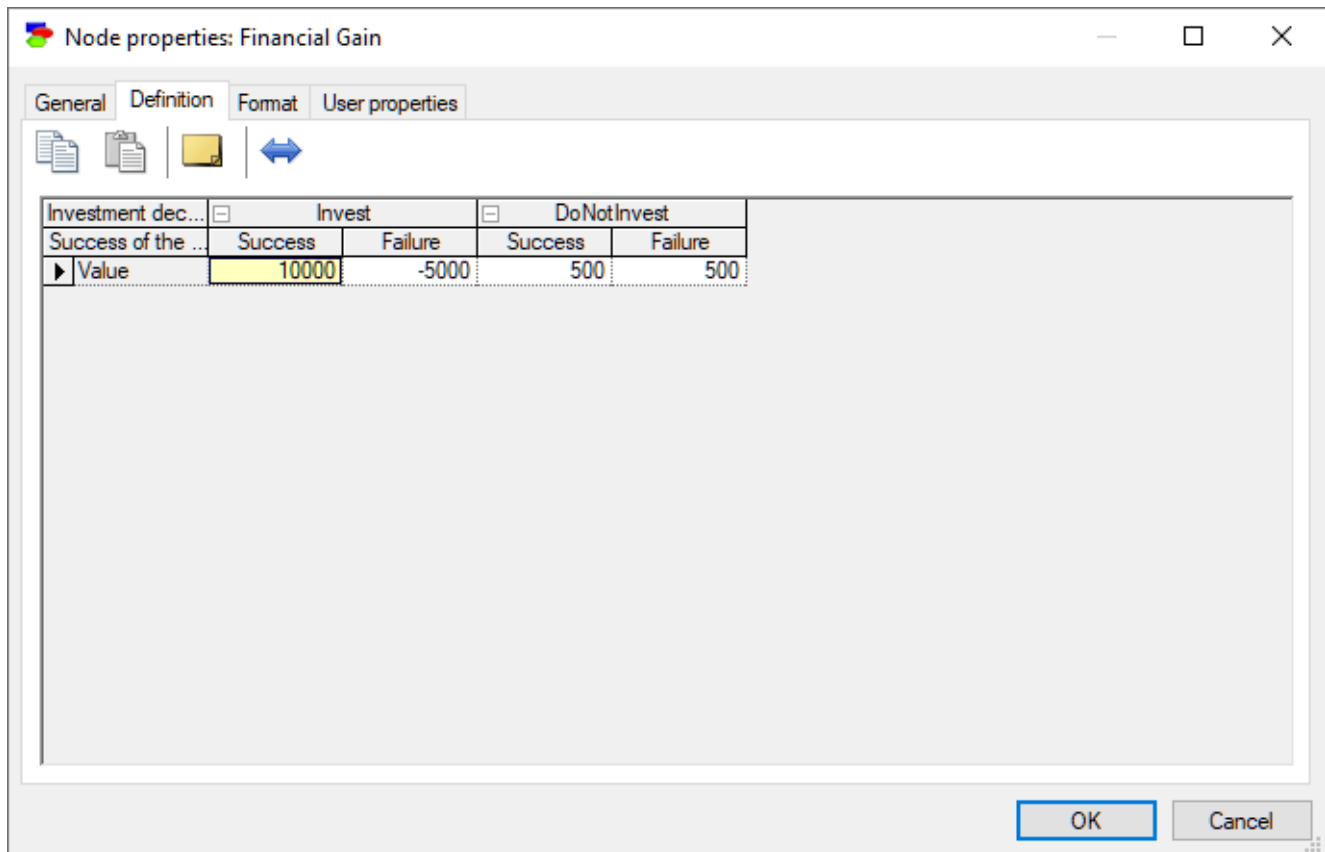 Node properties: Financial Gain
General Definition Format User properties
Investment dec... Invest DoNotInvest
Success of the ... Success Failure Success Failure
Value 10000 -5000 500 500
OK Cancel